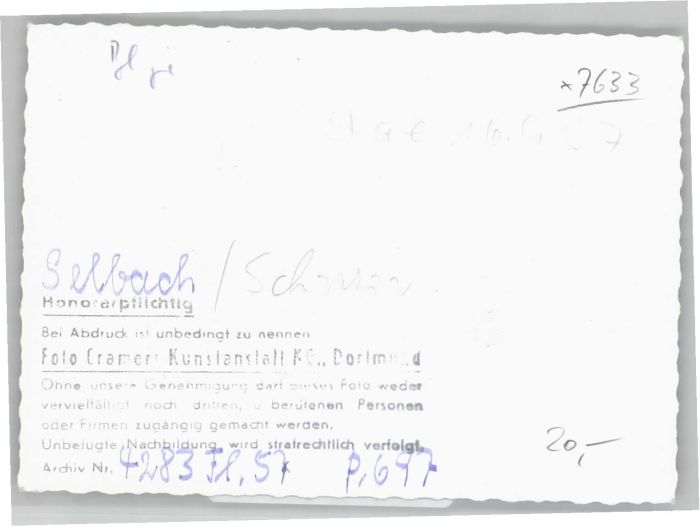 *7633
Selbach / Schwan
Honorarpflichtig
Bei Abdruck ist unbedingt zu nennen
Foto Cramers Kunstanstalt KG., Dortmund
Ohne unsere Genehmigung darf dieses Foto weder
vervielfältigt noch dritten, u berufenen Personen
oder Firmen zugängig gemacht werden.
Unbefugte Nachbildung wird strafrechtlich verfolgt.
Archiv Nr. 4283 Fl. 57 P. 697
20,-